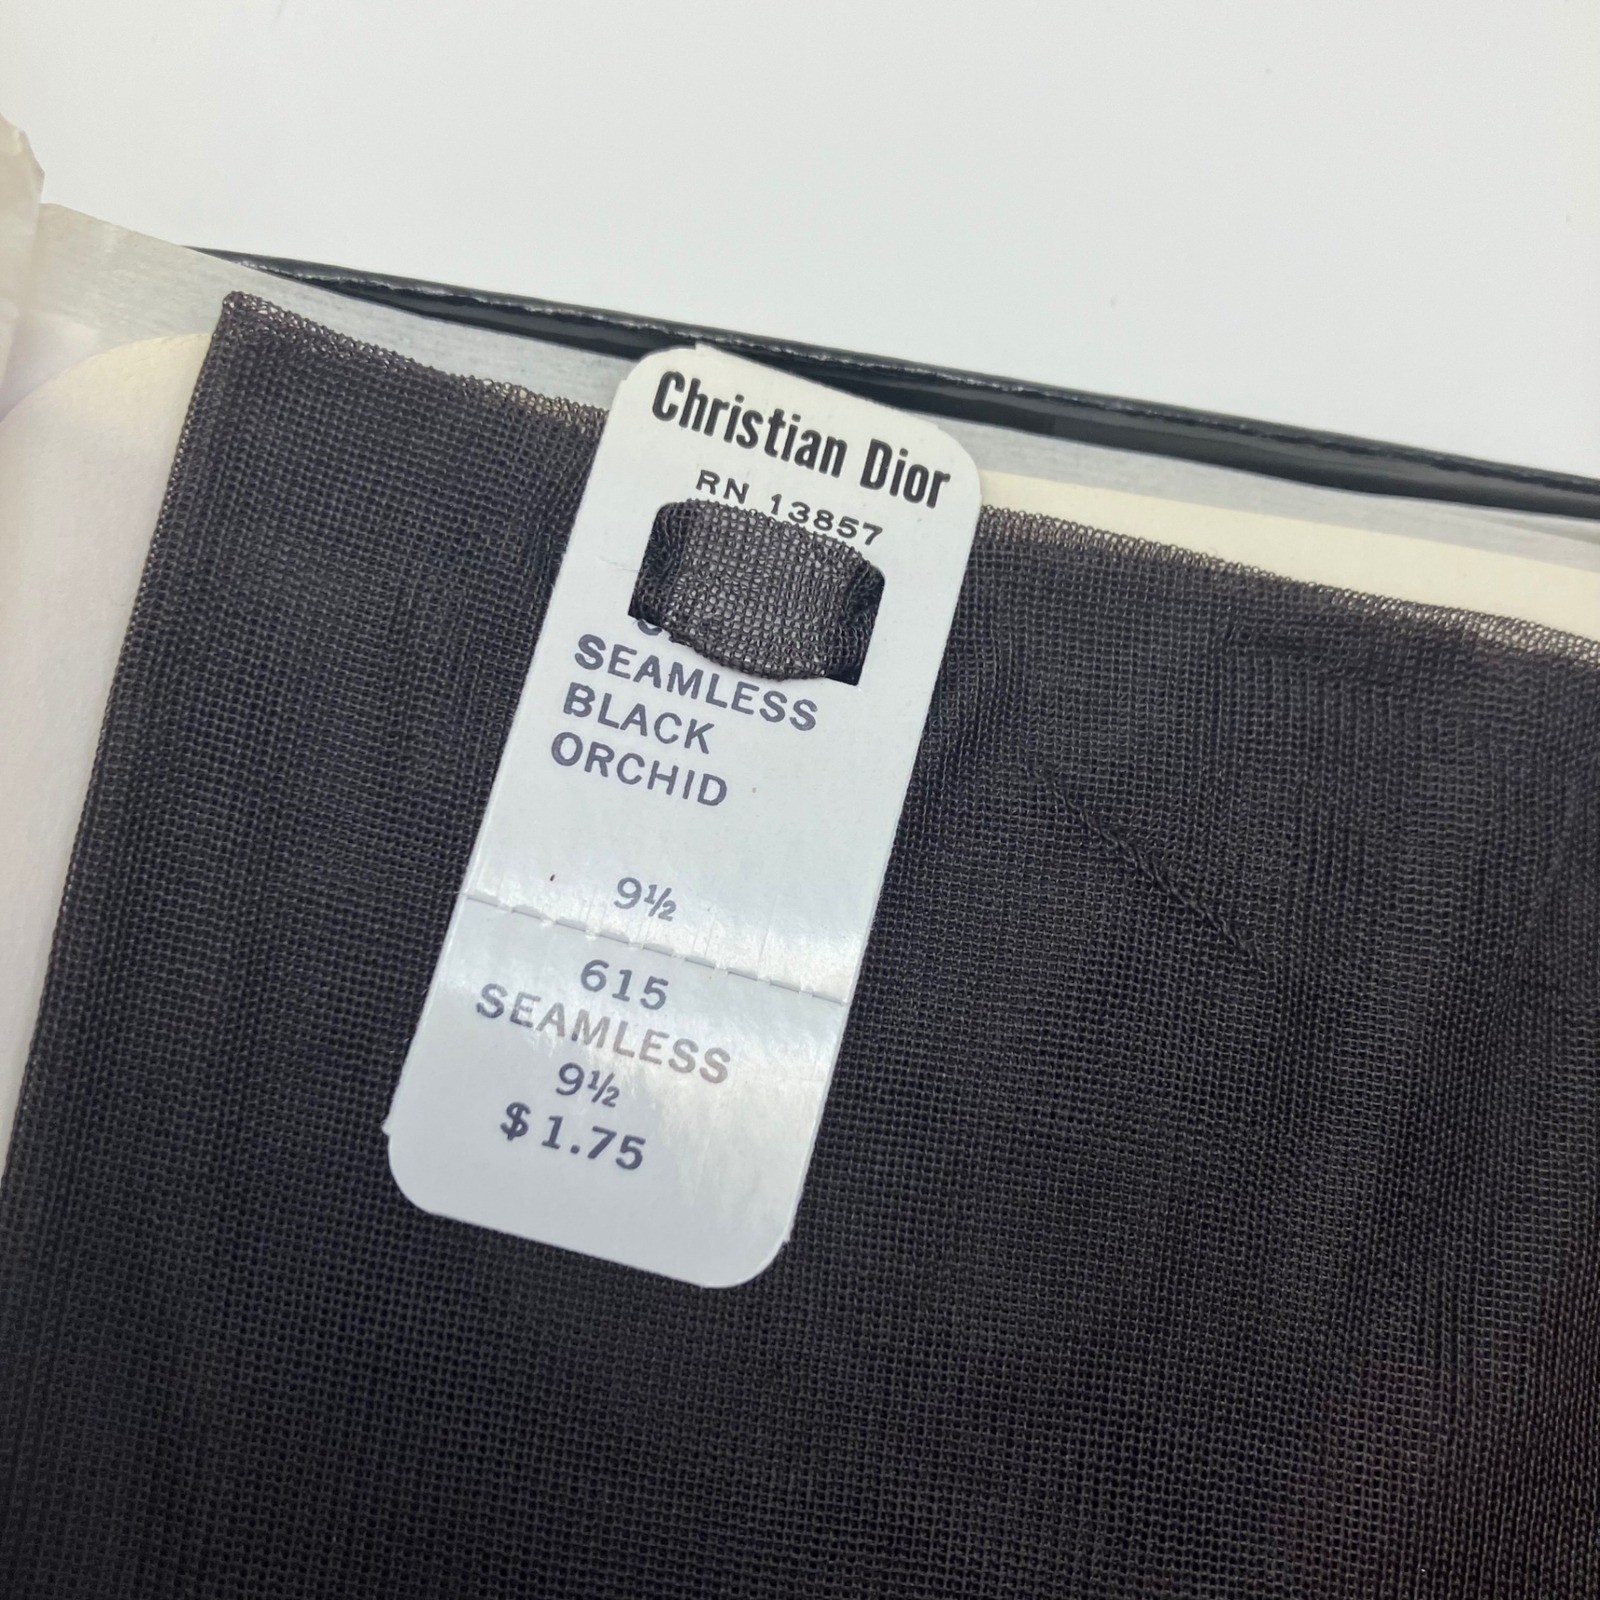 Christian Dior
RN 13857
SEAMLESS
BLACK
ORCHID
9½
615
SEAMLESS
9½
$1.75